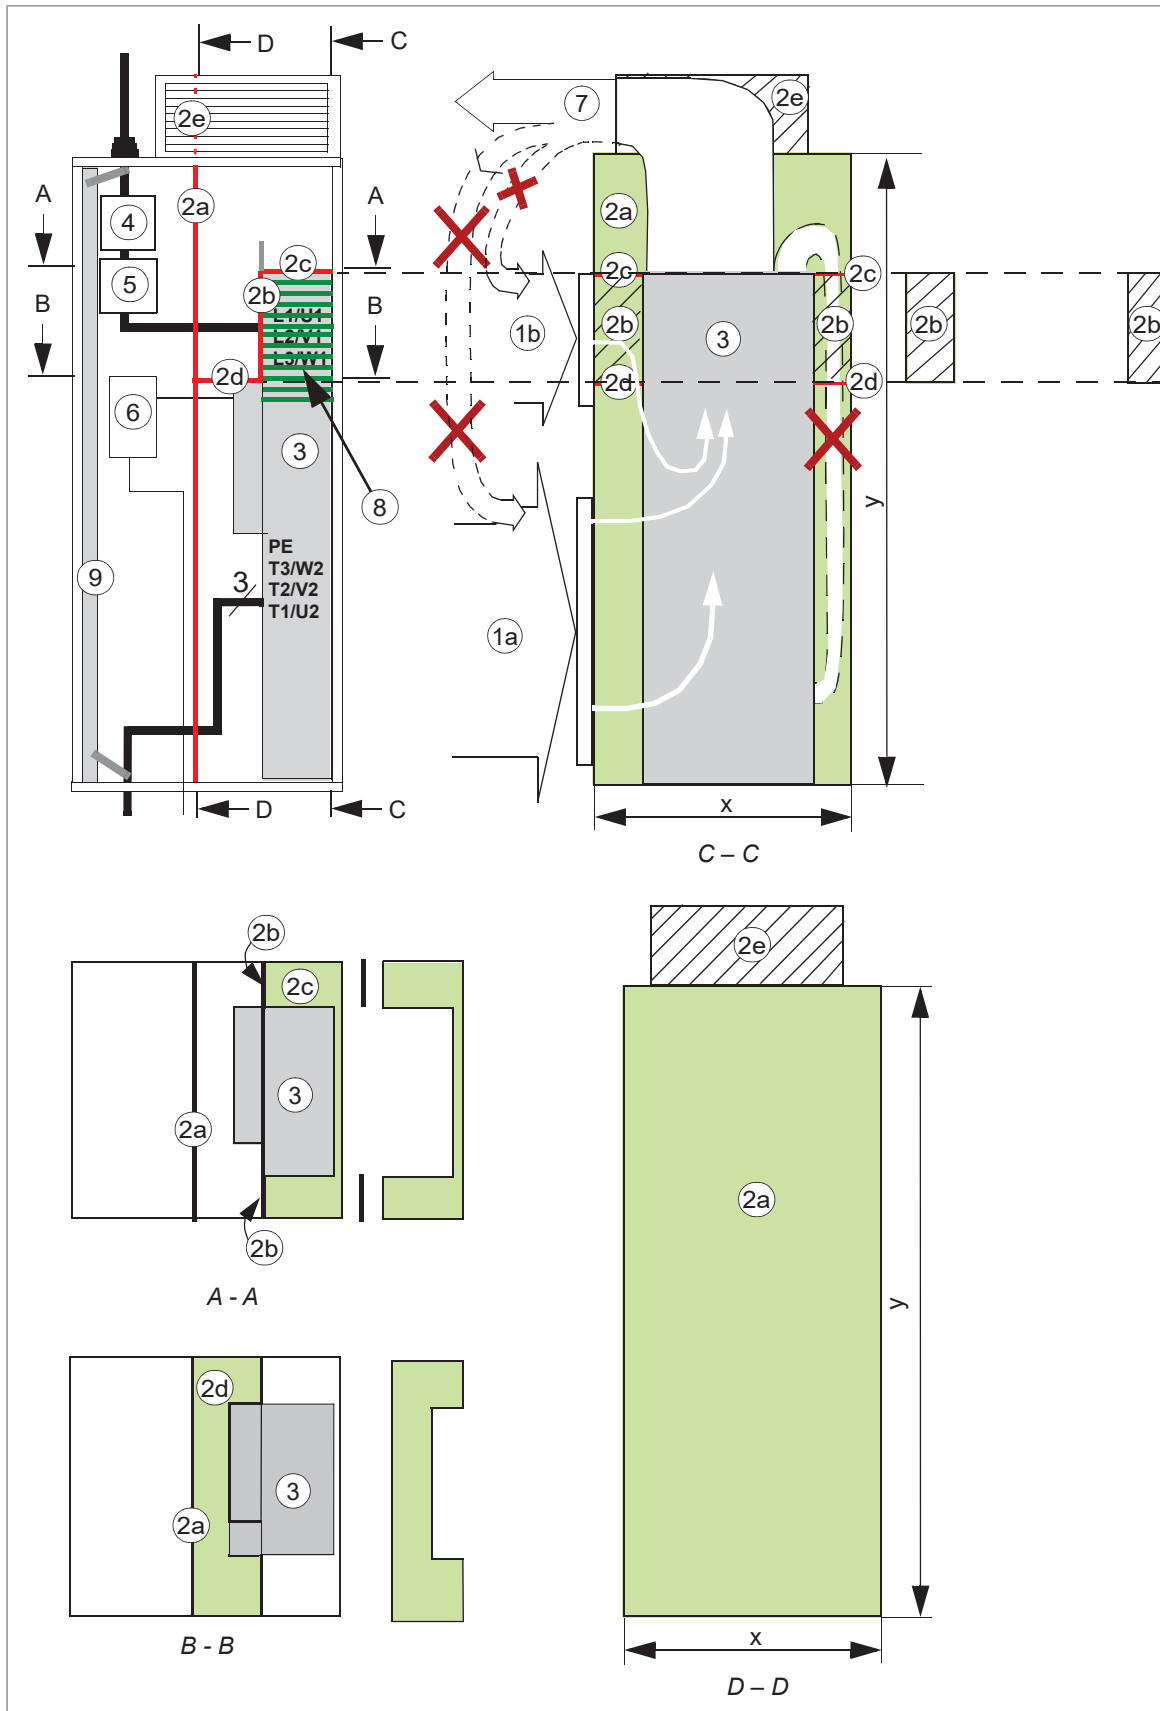 D
C
2e
7
2e
A
4
2a
A
2a
2c
2c
2c
5
B
2b
B
L1/U1
L2/V1
L3/W1
1b
2b
3
2b
2b
2b
2d
2d
2d
6
3
8
y
PE
T3/W2
T2/V2
T1/U2
9
3
1a
D
C
x
C – C
2b
2c
3
2a
2b
A - A
2e
2a
y
2d
3
2a
B - B
x
D – D